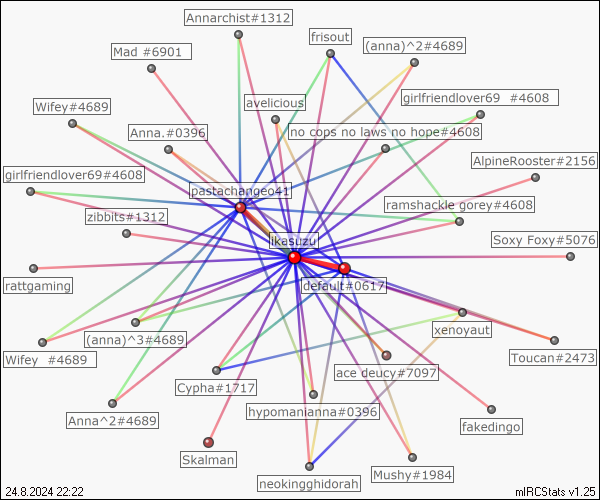 Annarchist#1312
frisout
(anna)^2#4689
Mad #6901
girlfriendlover69 #4608
avelicious
Wifey#4689
Anna.#0396
no cops no laws no hope#4608
AlpineRooster#2156
girlfriendlover69#4608
pastachangeo41
ramshackle gorey#4608
zibbits#1312
likasuzu
Soxy Foxy#5076
rattgaming
default#0617
xenoyaut
(anna)^3#4689
Wifey #4689
Toucan#2473
ace deucy#7097
Cypha#1717
hypomanianna#0396
Anna^2#4689
fakedingo
Skalman
Mushy#1984
neokingghidorah
24.8.2024 22:22
mIRCStats v1.25